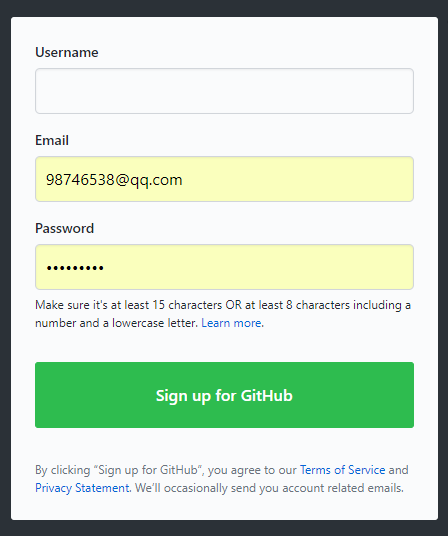 Username
Email
98746538@qq.com
Password
•••••••••
Make sure it's at least 15 characters OR at least 8 characters including a
number and a lowercase letter. Learn more.
Sign up for GitHub
By clicking “Sign up for GitHub”, you agree to our Terms of Service and
Privacy Statement. We’ll occasionally send you account related emails.